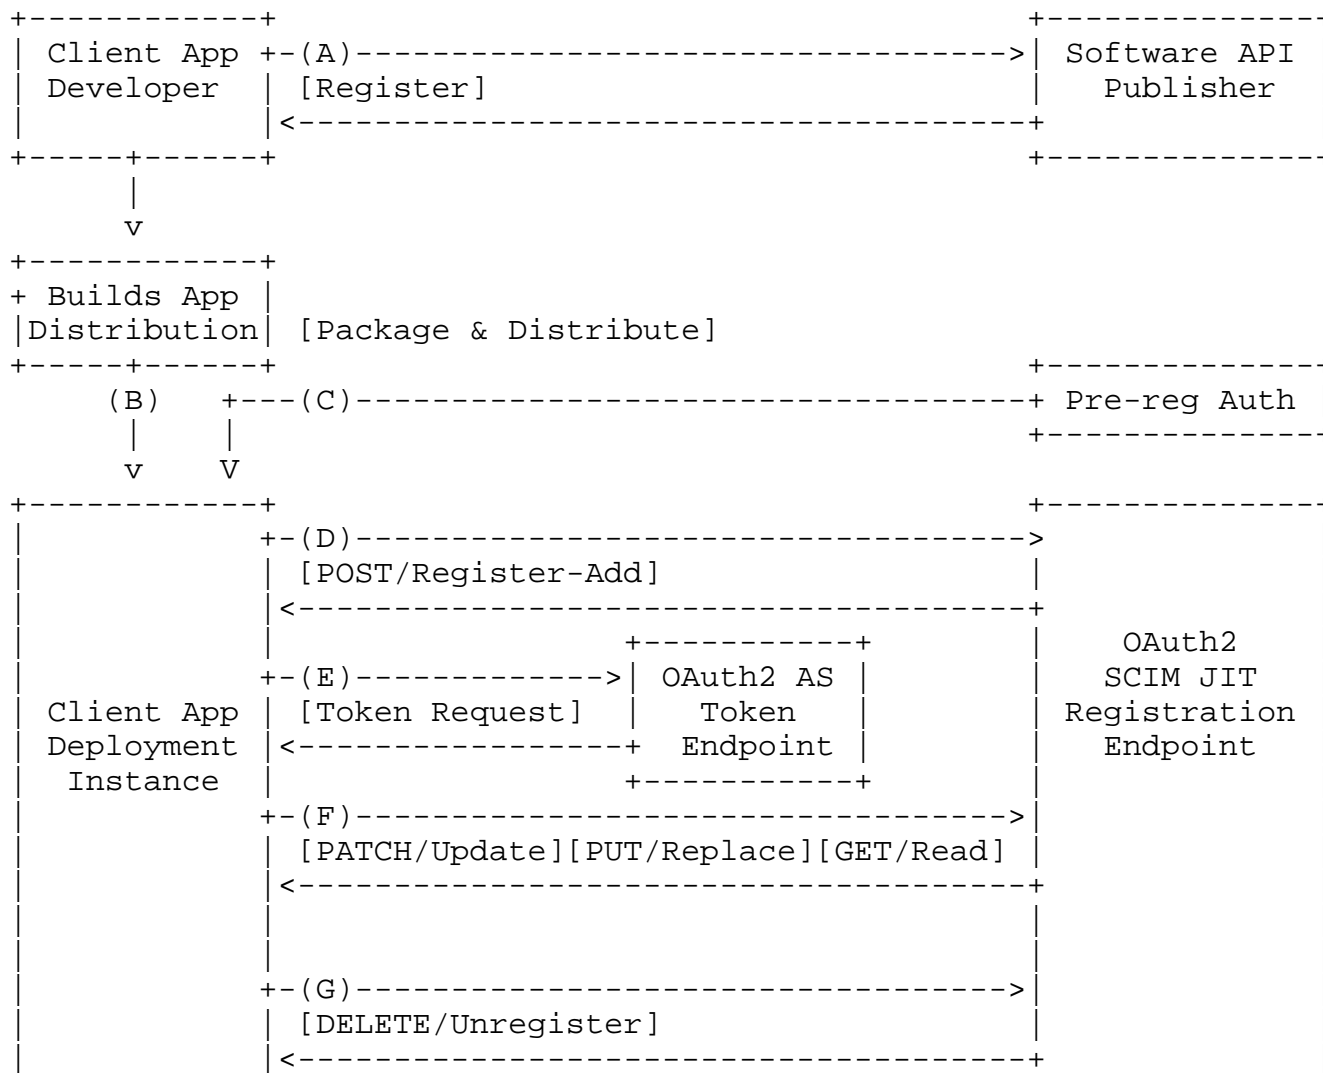 Client App +-(A)---------------------------------->| Software API
Developer | [Register] | Publisher
v
+ Builds App |
|Distribution| [Package & Distribute]
(B) +---(C)-----------------------------------+ Pre-reg Auth
v V
+-(D)----------------------------------->
[POST/Register-Add]
OAuth2
+-(E)------------->| OAuth2 AS | SCIM JIT
Client App | [Token Request] | Token | Registration
Deployment |<-----------------+ Endpoint | Endpoint
Instance
+-(F)---------------------------------->|
[PATCH/Update][PUT/Replace][GET/Read]
+-(G)---------------------------------->|
[DELETE/Unregister]